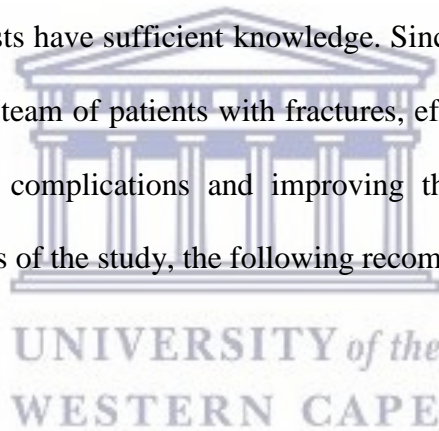 sts have sufficient knowledge. Sinc
team of patients with fractures, ef
complications and improving th
s of the study, the following recom
UNIVERSITY of the
WESTERN CAPE